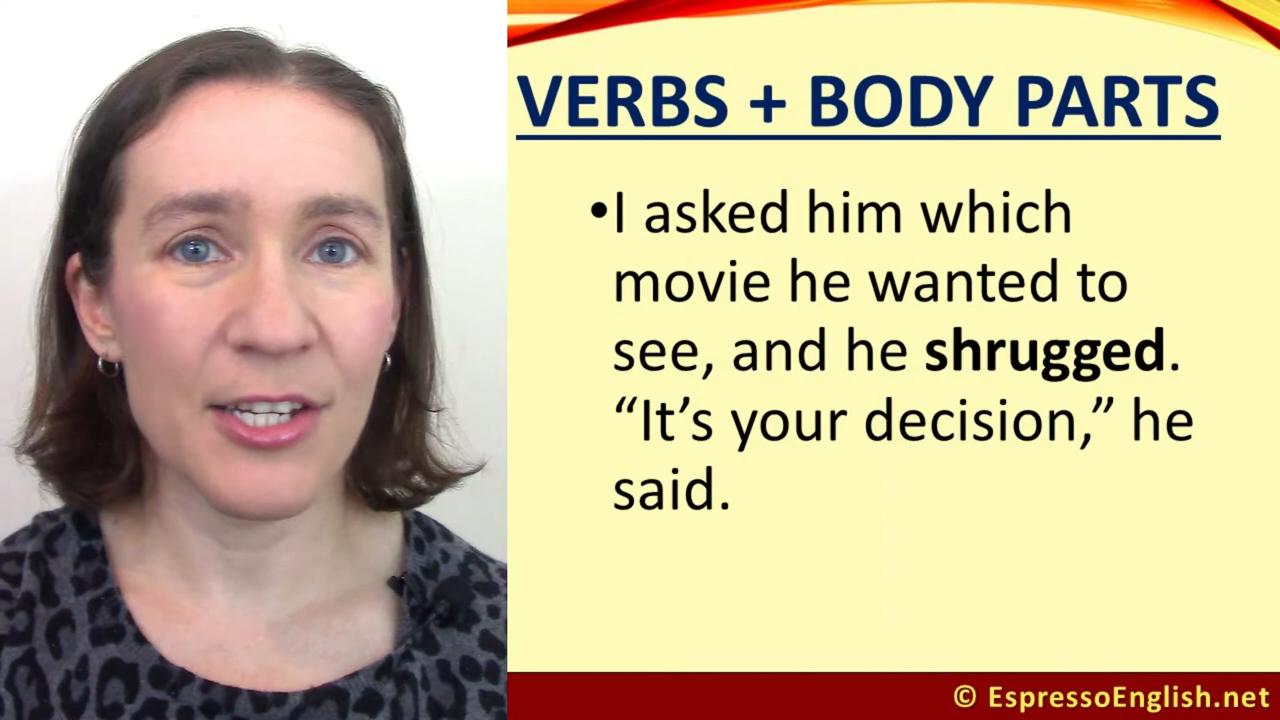 VERBS + BODY PARTS
•I asked him which
movie he wanted to
see, and he shrugged.
“It’s your decision,” he
said.
© EspressoEnglish.net